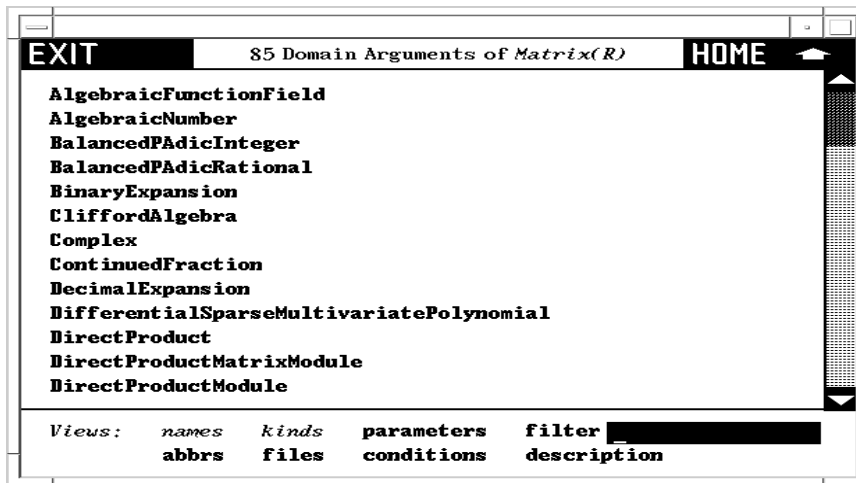 EXIT 85 Domain Arguments of Matrix(R) HOME
AlgebraicFunctionField
AlgebraicNumber
BalancedPAdicInteger
BalancedPAdicRational
BinaryExpansion
CliffordAlgebra
Complex
ContinuedFraction
DecimalExpansion
DifferentialSparseMultivariatePolynomial
DirectProduct
DirectProductMatrixModule
DirectProductModule
Views: names kinds parameters filter
abbrs files conditions description